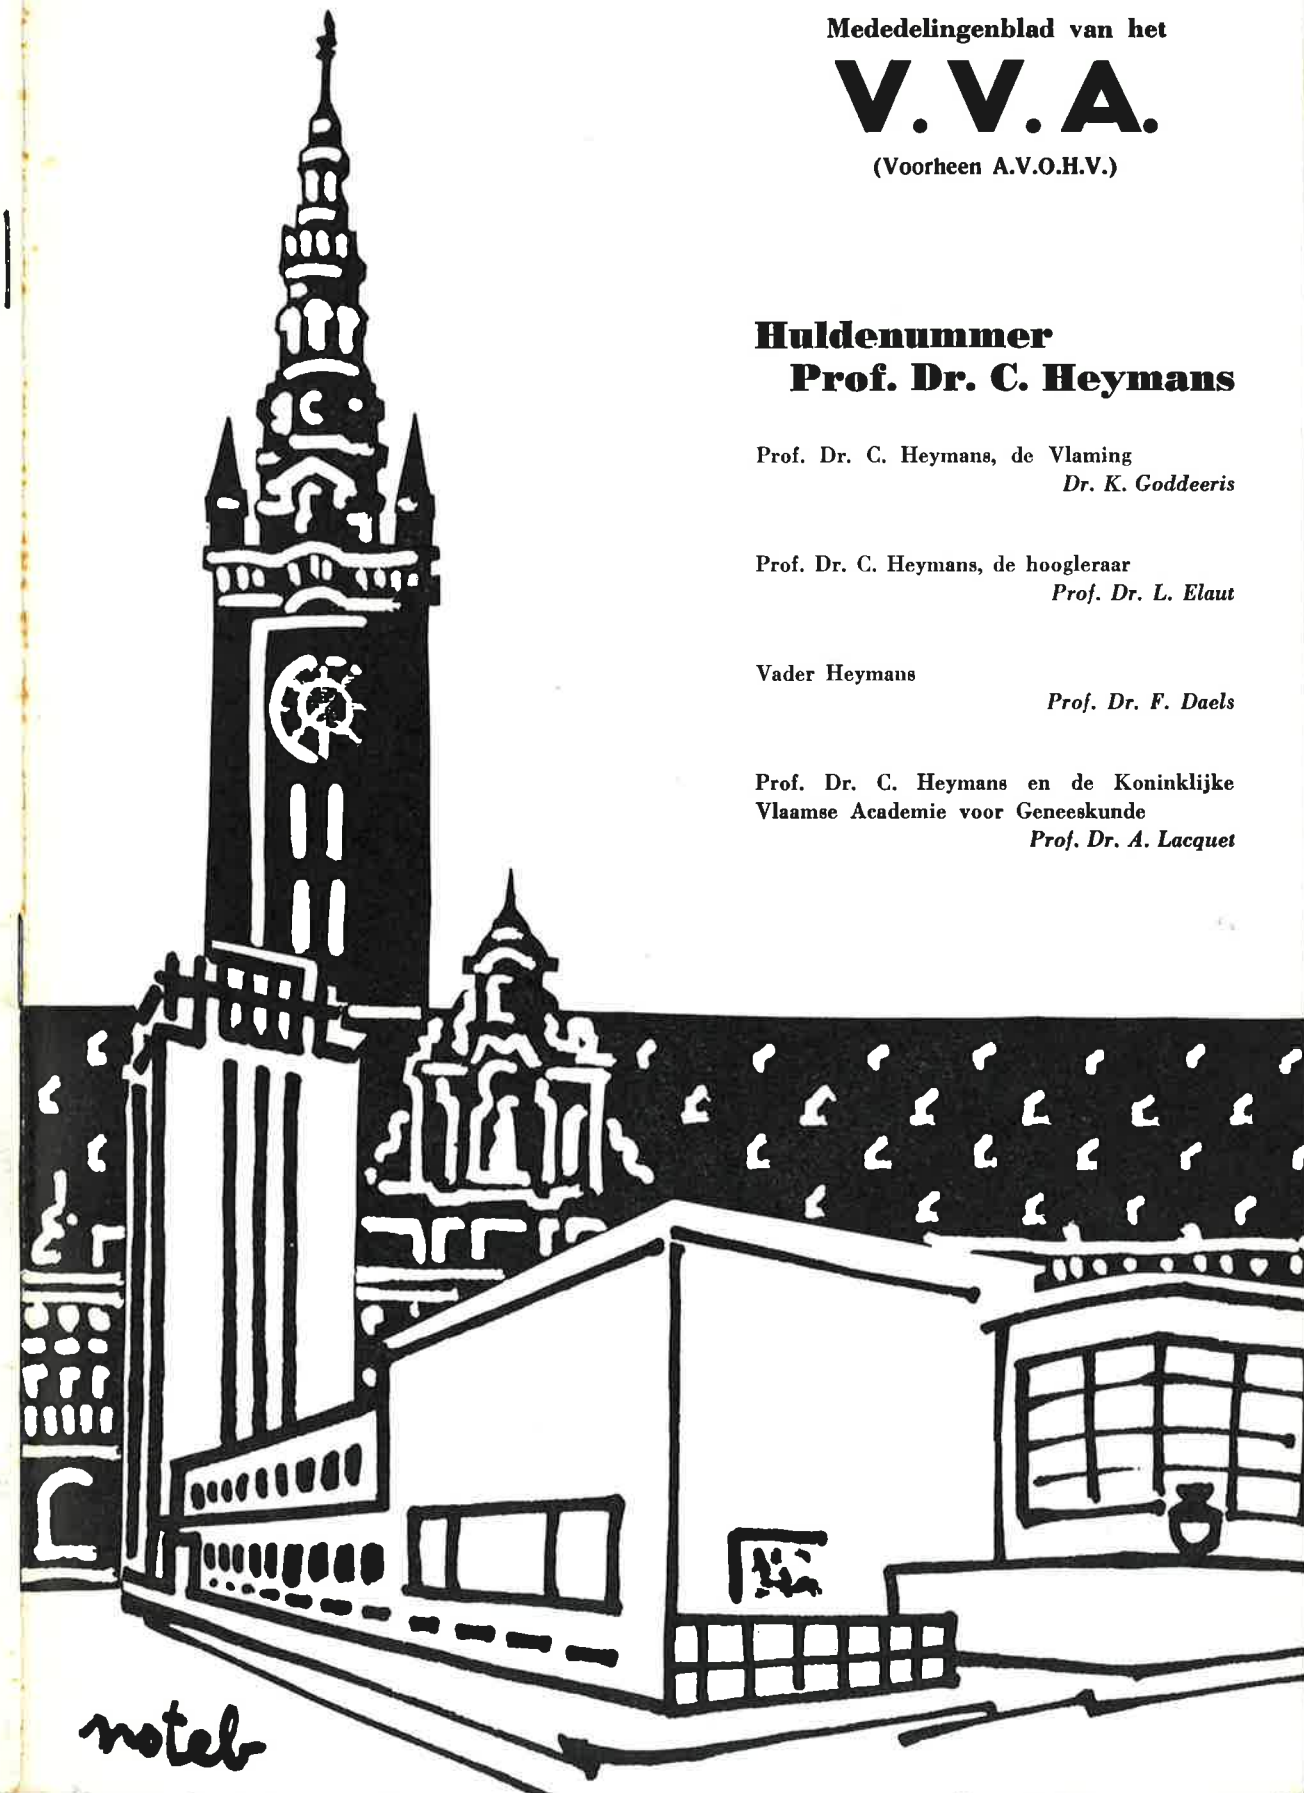 Mededelingenblad van het
V. V. A.
(Voorheen A.V.O.H.V.)
Huldenummer
Prof. Dr. C. Heymans
Prof. Dr. C. Heymans, de Vlaming
Dr. K. Goddeeris
Prof. Dr. C. Heymans, de hoogleraar
Prof. Dr. L. Elaut
Vader Heymans
Prof. Dr. F. Daels
Prof. Dr. C. Heymans en de Koninklijke
Vlaamse Academie voor Geneeskunde
Prof. Dr. A. Lacquet
noteb